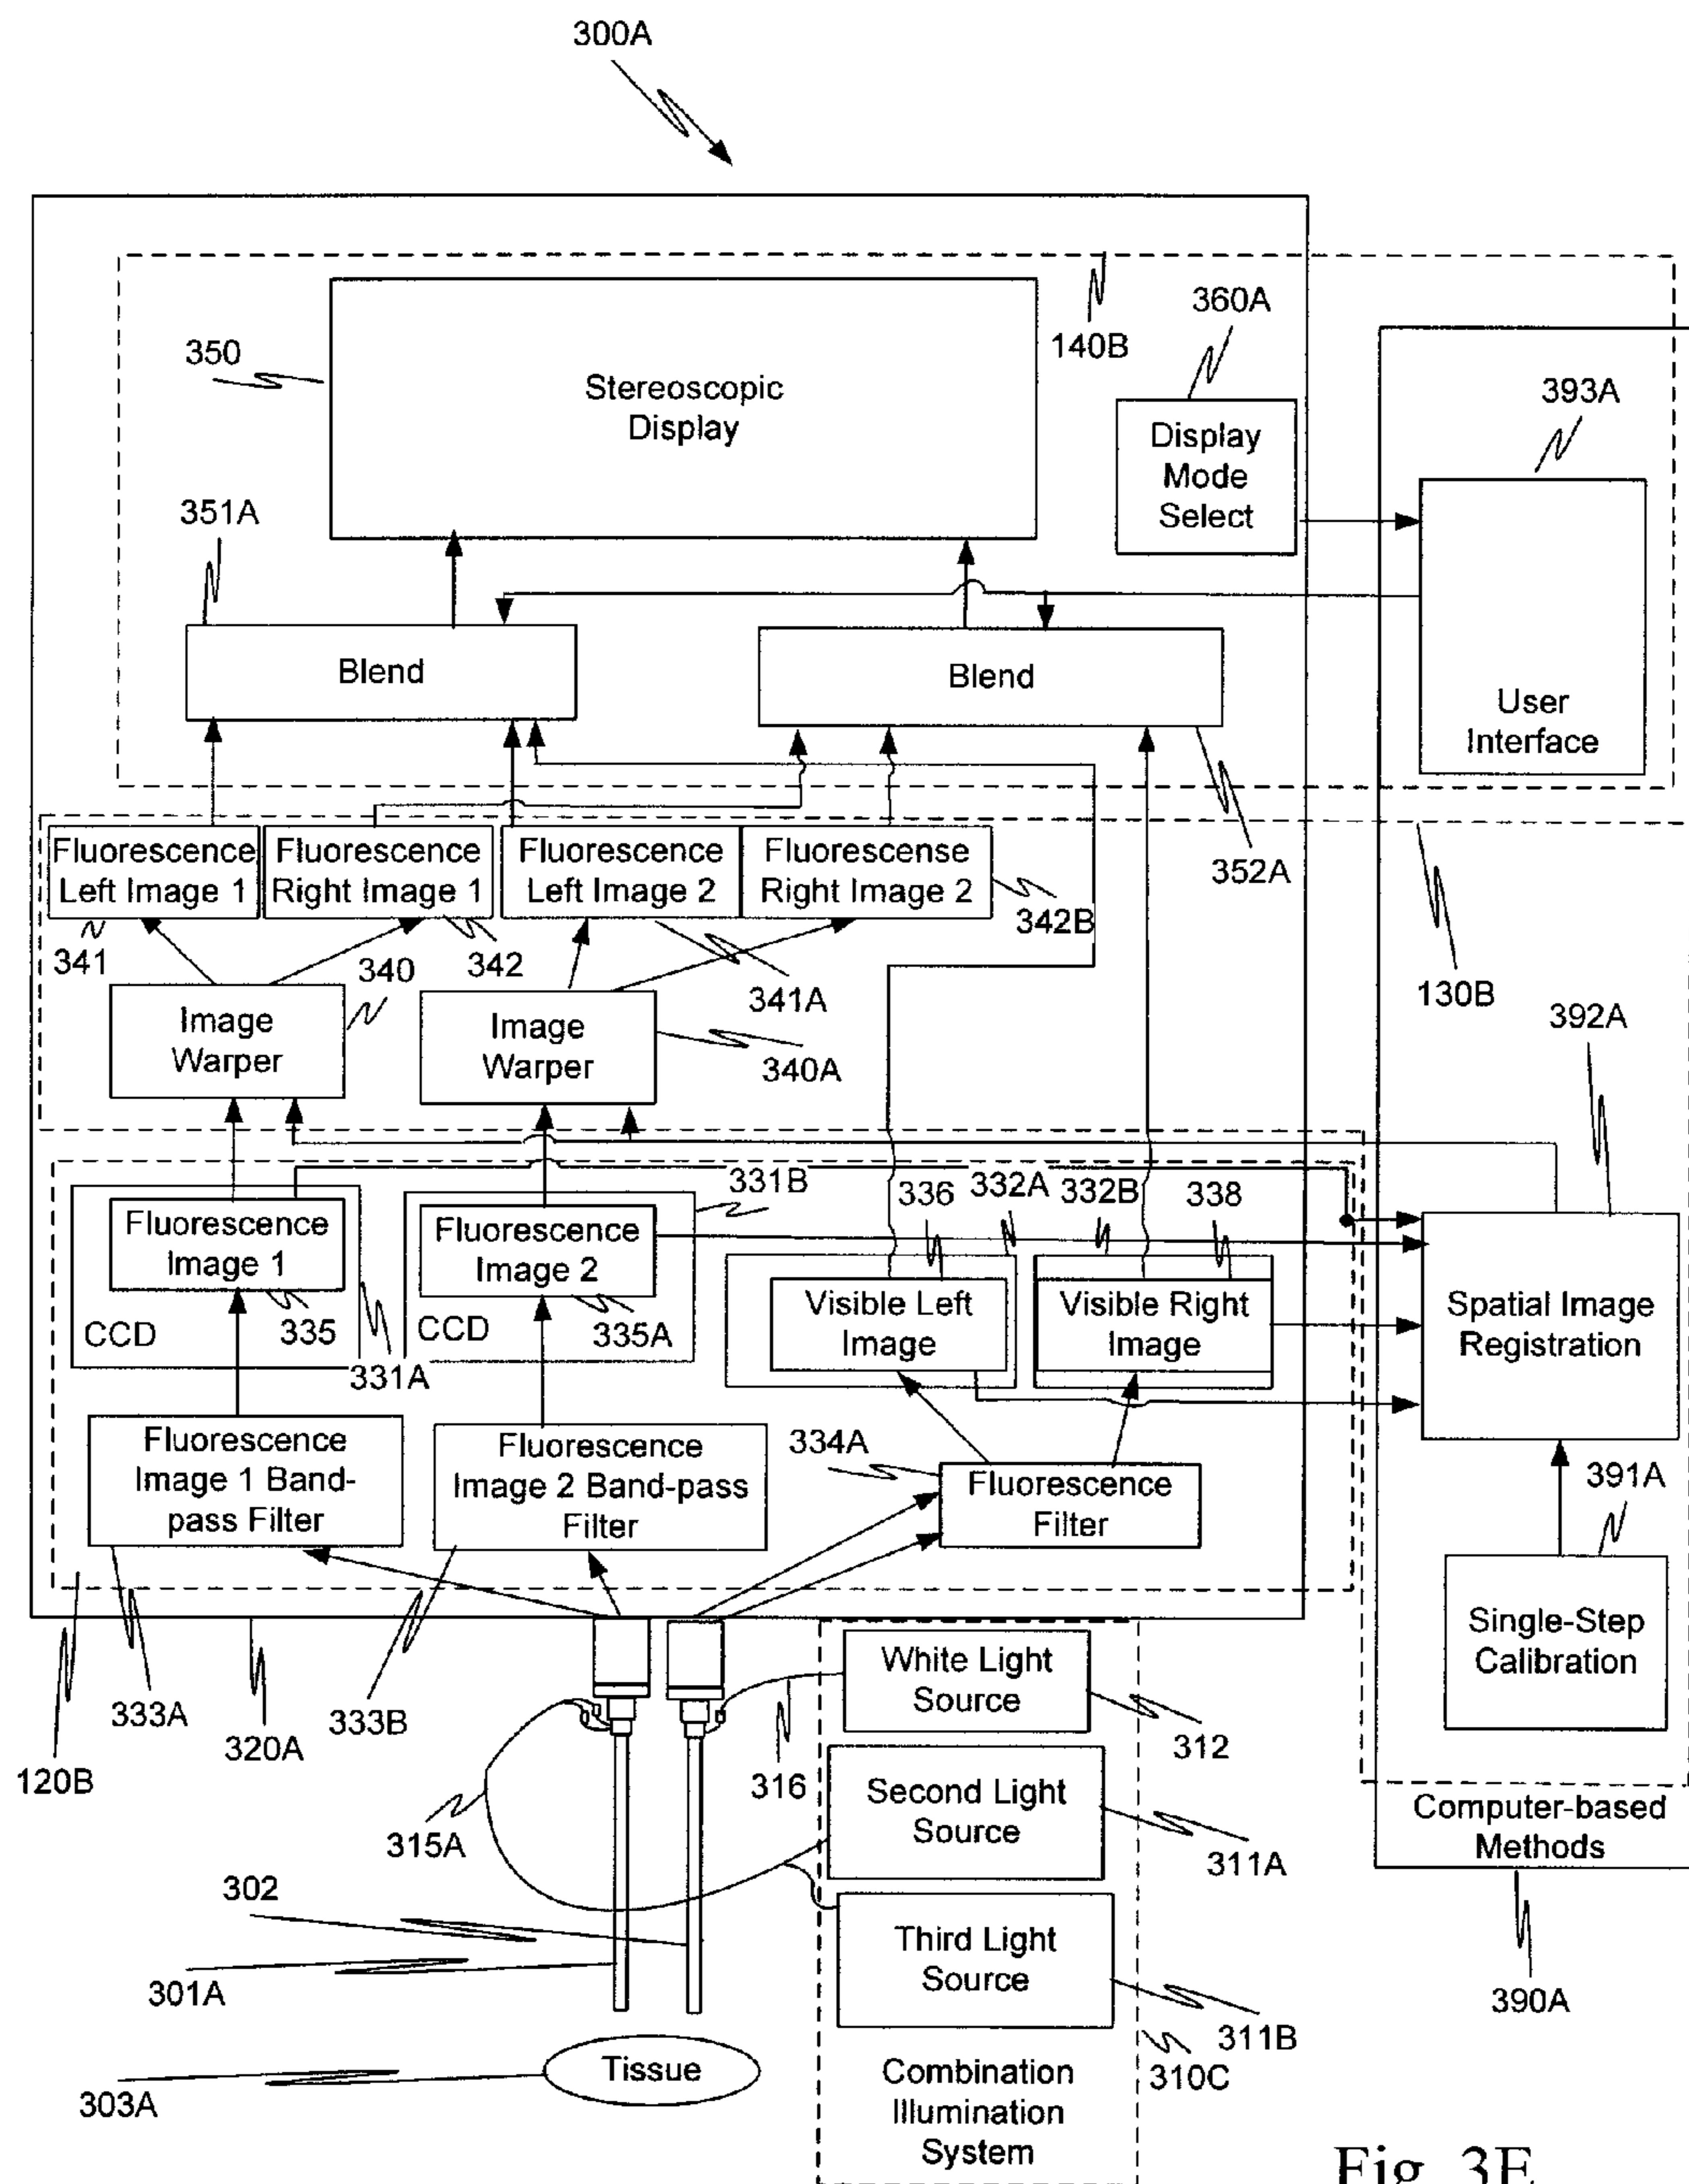 300A
140B
360A
350
Stereoscopic
Display
Display
Mode
Select
393A
351A
Blend
Blend
User
Interface
Fluorescence
Left Image 1
Fluorescence
Right Image 1
Fluorescence
Left Image 2
Fluorescense
Right Image 2
352A
342B
341
340
342
341A
130B
Image
Warper
Image
Warper
340A
392A
331B
336
332A
332B
338
Fluorescence
Image 1
Fluorescence
Image 2
Visible Left
Image
Visible Right
Image
Spatial Image
Registration
CCD
335
CCD
335A
331A
Fluorescence
Image 1 Band-
pass Filter
Fluorescence
Image 2 Band-pass
Filter
334A
Fluorescence
Filter
391A
Single-Step
Calibration
White Light
Source
333A
333B
320A
120B
316
312
315A
Second Light
Source
311A
Computer-based
Methods
302
Third Light
Source
301A
390A
311B
310C
Tissue
303A
Combination
Illumination
System
Fig. 3E